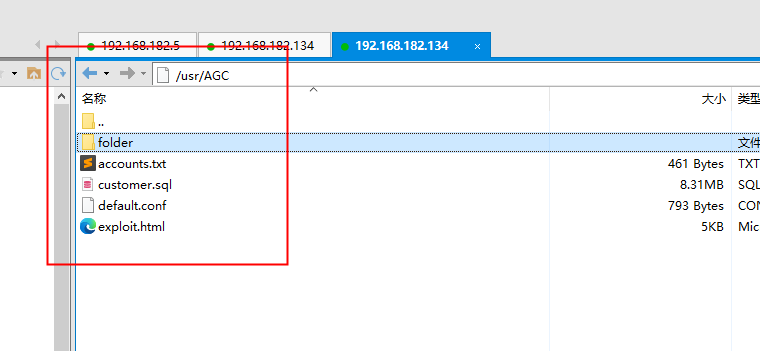 192.168.182.5 192.168.182.134 192.168.182.134 ×
/usr/AGC
名称 大小 类型
..
folder 文件
accounts.txt 461 Bytes TXT
customer.sql 8.31MB SQL
default.conf 793 Bytes CON
exploit.html 5KB Mic